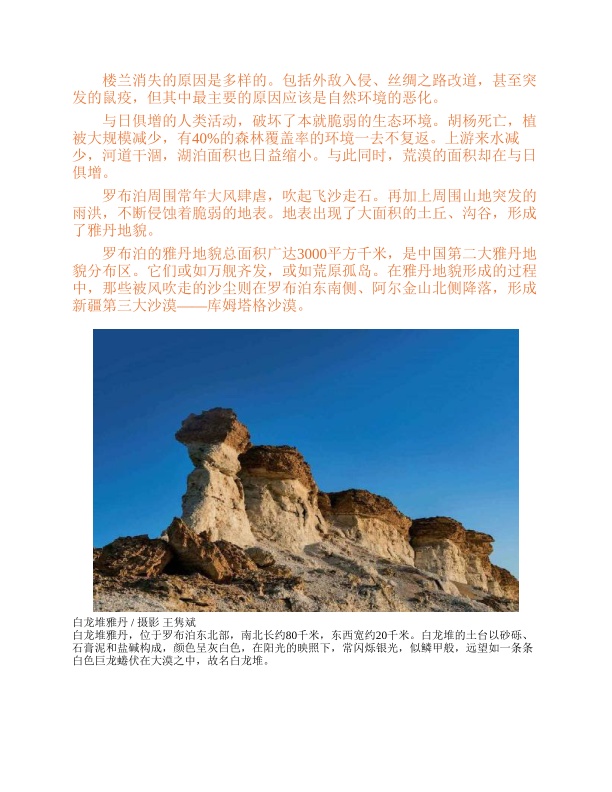 楼兰消失的原因是多样的。包括外敌入侵、丝绸之路改道，甚至突
发的鼠疫，但其中最主要的原因应该是自然环境的恶化。
与日俱增的人类活动，破坏了本就脆弱的生态环境。胡杨死亡，植
被大规模减少，有40%的森林覆盖率的环境一去不复返。上游来水减
少，河道干涸，湖泊面积也日益缩小。与此同时，荒漠的面积却在与日
俱增。
罗布泊周围常年大风肆虐，吹起飞沙走石。再加上周围山地突发的
雨洪，不断侵蚀着脆弱的地表。地表出现了大面积的土丘、沟谷，形成
了雅丹地貌。
罗布泊的雅丹地貌总面积广达3000平方千米，是中国第二大雅丹地
貌分布区。它们或如万舰齐发，或如荒原孤岛。在雅丹地貌形成的过程
中，那些被风吹走的沙尘则在罗布泊东南侧、阿尔金山北侧降落，形成
新疆第三大沙漠——库姆塔格沙漠。
白龙堆雅丹 / 摄影 王隽斌
白龙堆雅丹，位于罗布泊东北部，南北长约80千米，东西宽约20千米。白龙堆的土台以砂砾、
石膏泥和盐碱构成，颜色呈灰白色，在阳光的映照下，常闪烁银光，似鳞甲般，远望如一条条
白色巨龙蜷伏在大漠之中，故名白龙堆。